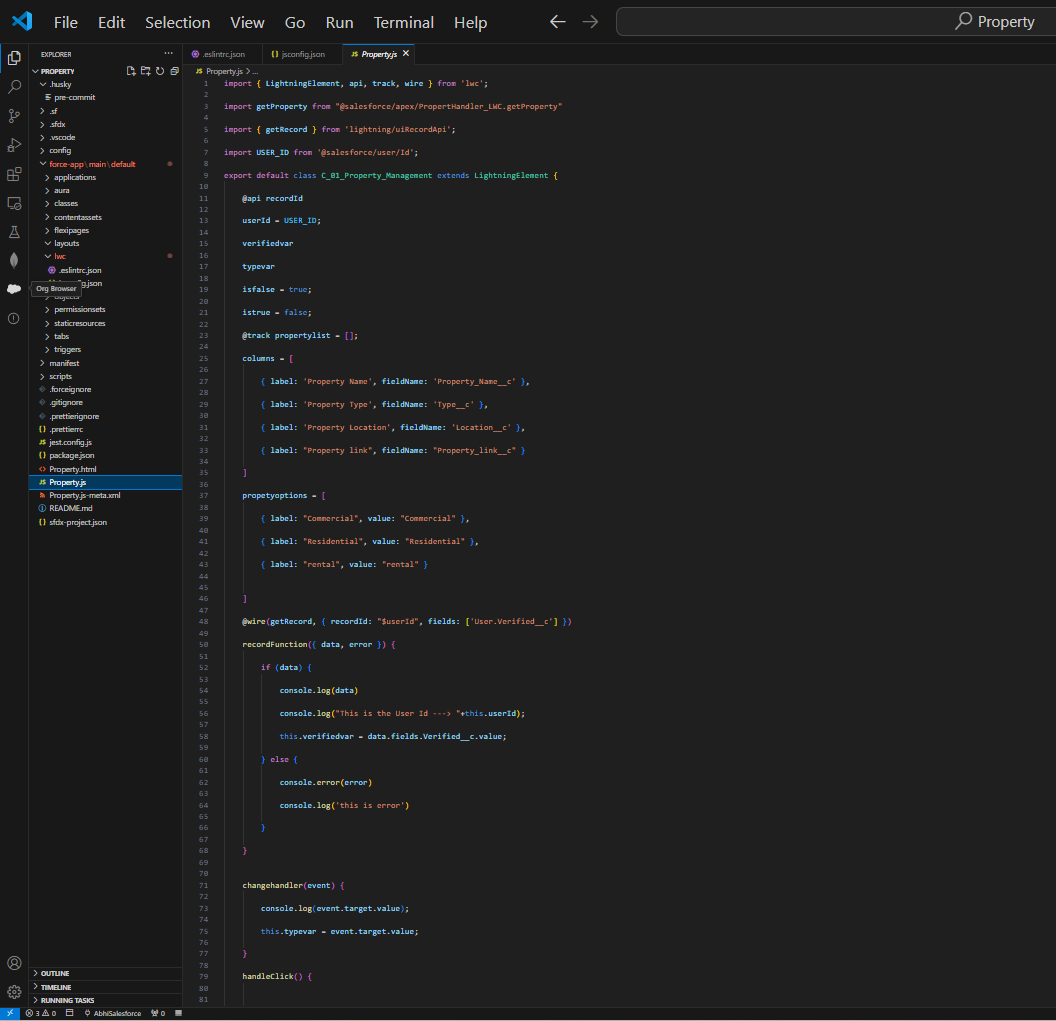 File Edit Selection View Go Run Terminal Help
Property
EXPLORER
PROPERTY
.husky
pre-commit
.sf
.sfdx
.vscode
config
force-app\main\default
applications
aura
classes
contentassets
flexipages
layouts
lwc
.eslintrc.json
Org Browser
permissionsets
staticresources
tabs
triggers
manifest
scripts
.forceignore
.gitignore
.prettierignore
.prettierrc
jest.config.js
package.json
Property.html
Property.js
Property.js-meta.xml
README.md
sfdx-project.json
OUTLINE
TIMELINE
RUNNING TASKS
.eslintrc.json jsconfig.json Property.js
Property.js > ...
1 import { LightningElement, api, track, wire } from 'lwc';
2
3 import getProperty from "@salesforce/apex/PropertHandler_LWC.getProperty"
4
5 import { getRecord } from 'lightning/uiRecordApi';
6
7 import USER_ID from '@salesforce/user/Id';
8
9 export default class C_01_Property_Management extends LightningElement {
10
11 @api recordId
12
13 userId = USER_ID;
14
15 verifiedvar
16
17 typevar
18
19 isfalse = true;
20
21 istrue = false;
22
23 @track propertylist = [];
24
25 columns = [
26
27 { label: 'Property Name', fieldName: 'Property_Name__c' },
28
29 { label: 'Property Type', fieldName: 'Type__c' },
30
31 { label: 'Property Location', fieldName: 'Location__c' },
32
33 { label: "Property link", fieldName: "Property_link__c" }
34
35 ]
36
37 propetyoptions = [
38
39 { label: "Commercial", value: "Commercial" },
40
41 { label: "Residential", value: "Residential" },
42
43 { label: "rental", value: "rental" }
44
45
46 ]
47
48 @wire(getRecord, { recordId: "$userId", fields: ['User.Verified__c'] })
49
50 recordFunction({ data, error }) {
51
52 if (data) {
53
54 console.log(data)
55
56 console.log("This is the User Id ---> "+this.userId);
57
58 this.verifiedvar = data.fields.Verified__c.value;
59
60 } else {
61
62 console.error(error)
63
64 console.log('this is error')
65
66 }
67
68 }
69
70
71 changehandler(event) {
72
73 console.log(event.target.value);
74
75 this.typevar = event.target.value;
76
77 }
78
79 handleClick() {
80
81
3 0 AbhiSalesforce 0